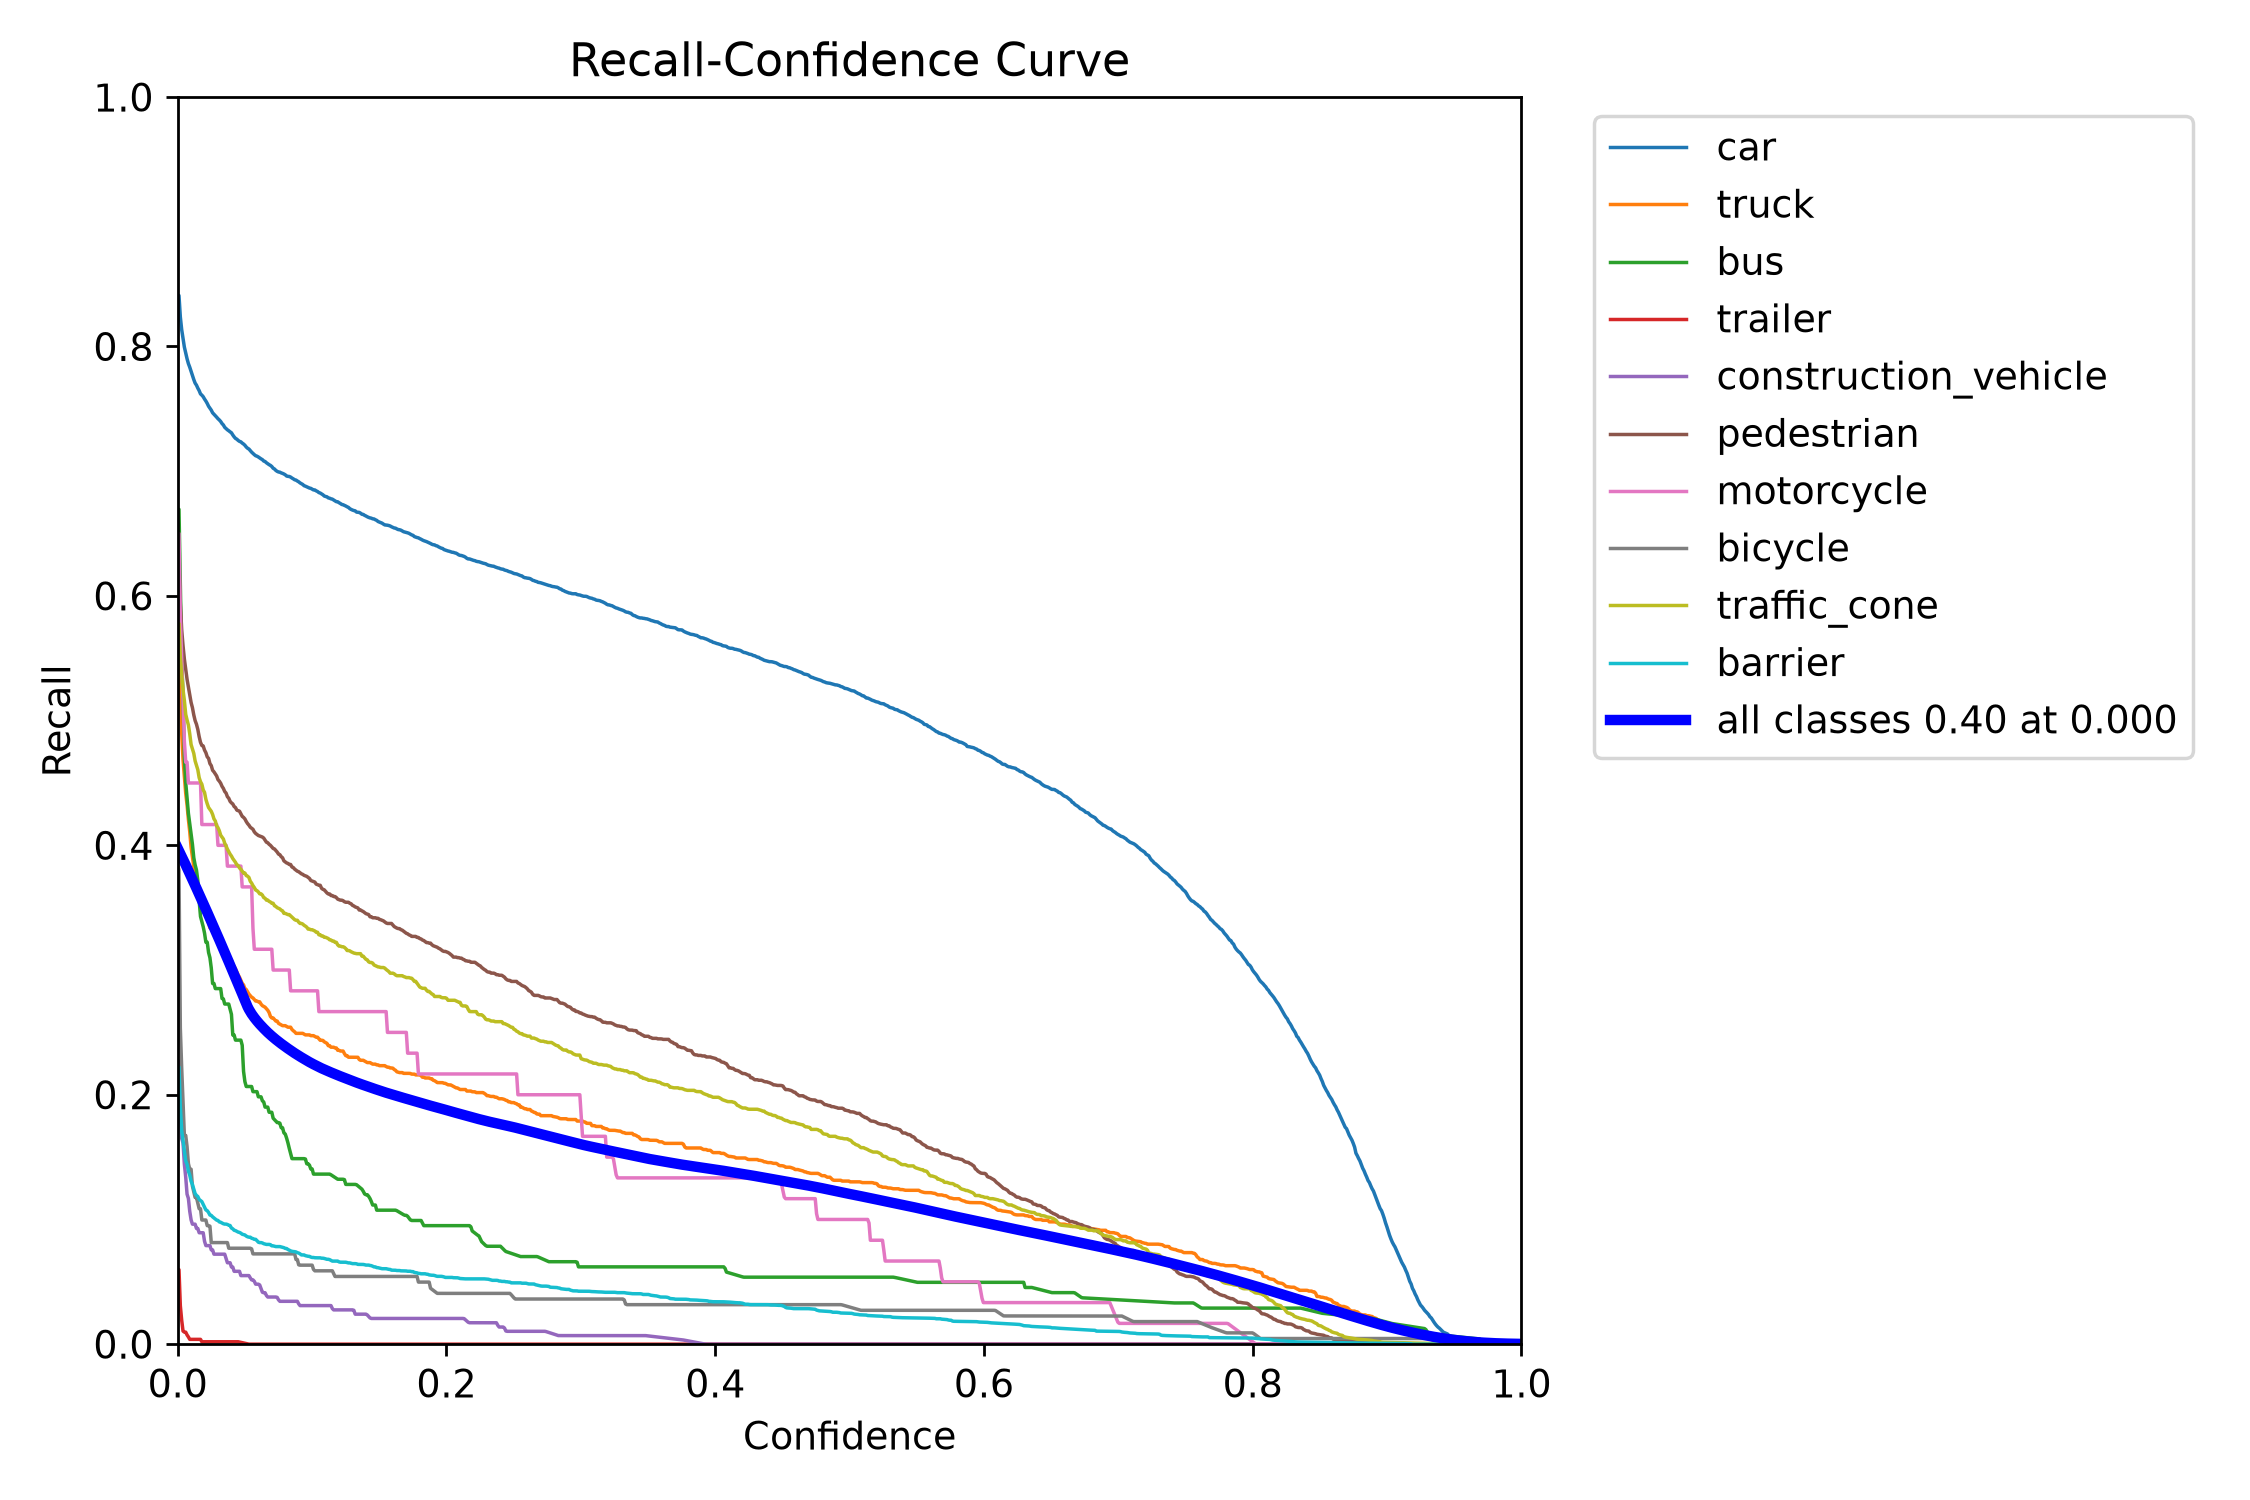 Recall-Confidence Curve
1.0
0.8
0.6
0.4
0.2
0.0
Recall
0.0 0.2 0.4 0.6 0.8 1.0
Confidence
car
truck
bus
trailer
construction_vehicle
pedestrian
motorcycle
bicycle
traffic_cone
barrier
all classes 0.40 at 0.000